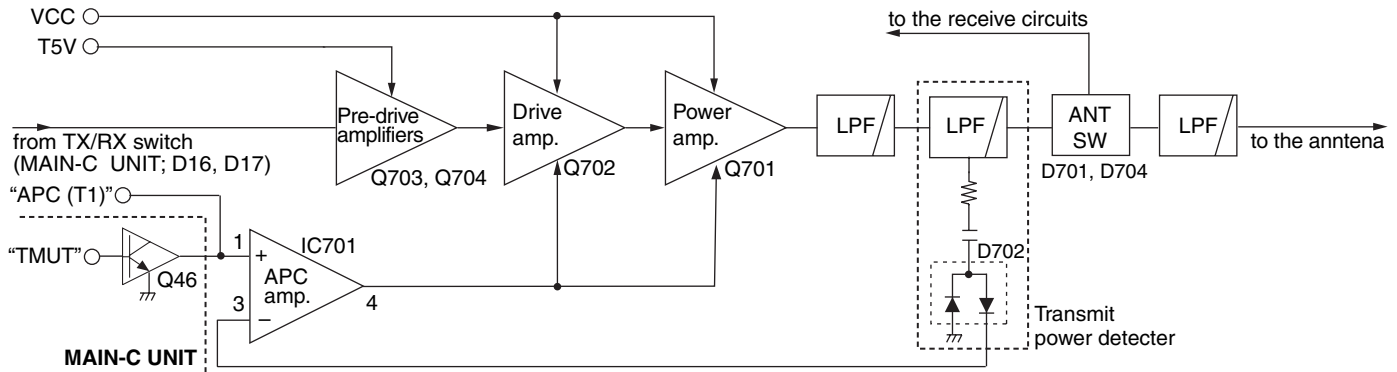 VCC
T5V
to the receive circuits
Pre-drive
amplifiers
Drive
amp.
Power
amp.
LPF
LPF
ANT
SW
LPF
from TX/RX switch
(MAIN-C UNIT; D16, D17)
to the anntena
Q703, Q704
Q702
Q701
D701, D704
"APC (T1)"
"TMUT"
Q46
1
+
IC701
APC
amp.
3
−
4
D702
Transmit
power detecter
MAIN-C UNIT